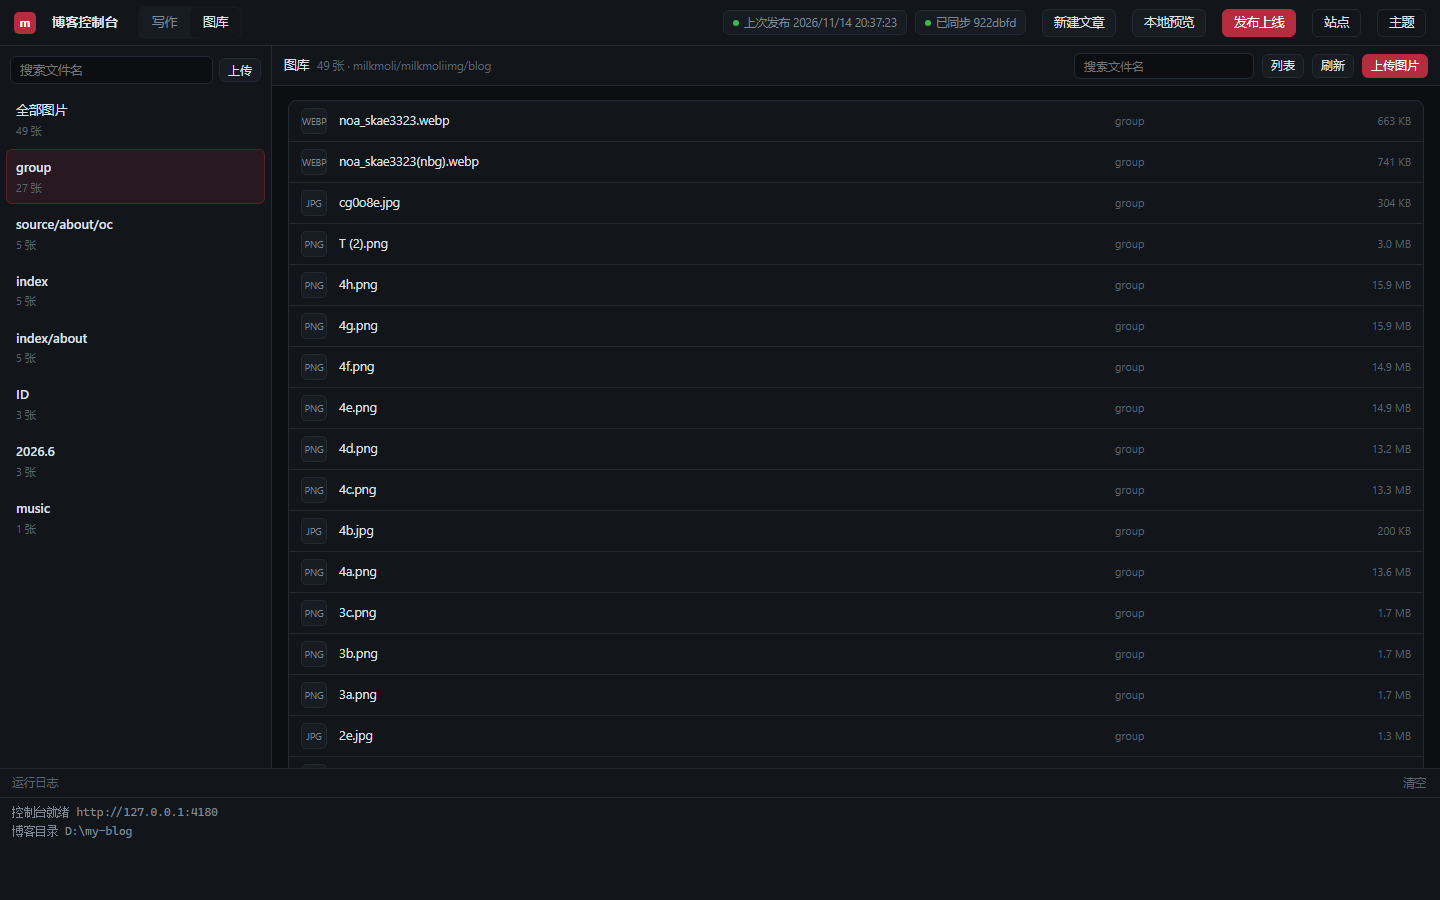 m 博客控制台 写作 图库 上次发布 2026/11/14 20:37:23 已同步 922dbfd 新建文章 本地预览 发布上线 站点 主题
搜索文件名 上传
全部图片
49 张
group
27 张
source/about/oc
5 张
index
5 张
index/about
5 张
ID
3 张
2026.6
3 张
music
1 张
图库 49 张 · milkmoli/milkmoliimg/blog 搜索文件名 列表 刷新 上传图片
WEBP noa_skae3323.webp group 663 KB
WEBP noa_skae3323(nbg).webp group 741 KB
JPG cg0o8e.jpg group 304 KB
PNG T (2).png group 3.0 MB
PNG 4h.png group 15.9 MB
PNG 4g.png group 15.9 MB
PNG 4f.png group 14.9 MB
PNG 4e.png group 14.9 MB
PNG 4d.png group 13.2 MB
PNG 4c.png group 13.3 MB
JPG 4b.jpg group 200 KB
PNG 4a.png group 13.6 MB
PNG 3c.png group 1.7 MB
PNG 3b.png group 1.7 MB
PNG 3a.png group 1.7 MB
JPG 2e.jpg group 1.3 MB
运行日志 清空
控制台就绪 http://127.0.0.1:4180
博客目录 D:\my-blog